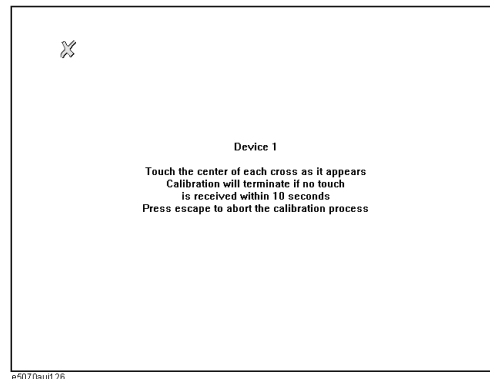 Device 1
Touch the center of each cross as it appears
Calibration will terminate if no touch
is received within 10 seconds
Press escape to abort the calibration process
e5070auj126